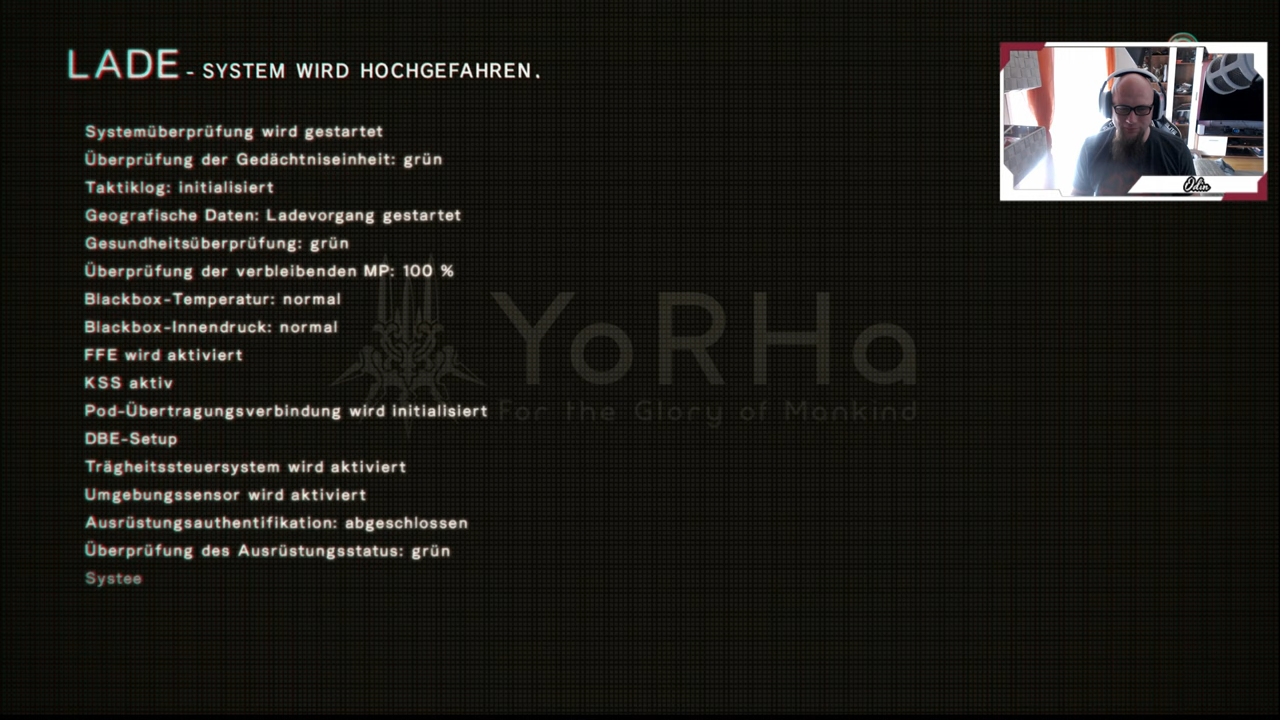 LADE - SYSTEM WIRD HOCHGEFAHREN.
Systemüberprüfung wird gestartet
Überprüfung der Gedächtniseinheit: grün
Taktiklog: initialisiert
Geografische Daten: Ladevorgang gestartet
Gesundheitsüberprüfung: grün
Überprüfung der verbleibenden MP: 100 %
Blackbox-Temperatur: normal
Blackbox-Innendruck: normal
FFE wird aktiviert
KSS aktiv
Pod-Übertragungsverbindung wird initialisiert
DBE-Setup
Trägheitssteuersystem wird aktiviert
Umgebungssensor wird aktiviert
Ausrüstungsauthentifikation: abgeschlossen
Überprüfung des Ausrüstungsstatus: grün
Systee
YoRHa
For the Glory of Mankind
Odin